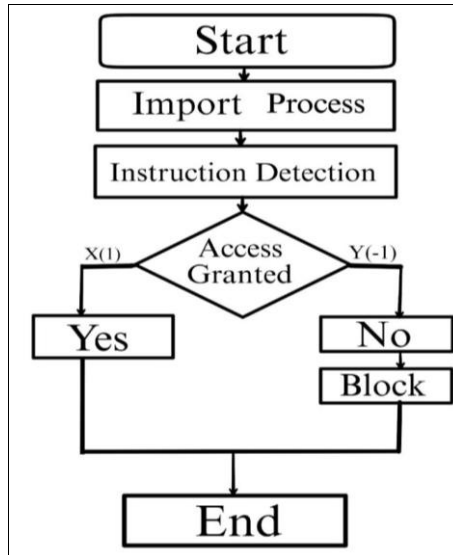 Start
Import Process
Instruction Detection
Access
Granted
X(1)
Y(-1)
Yes
No
Block
End